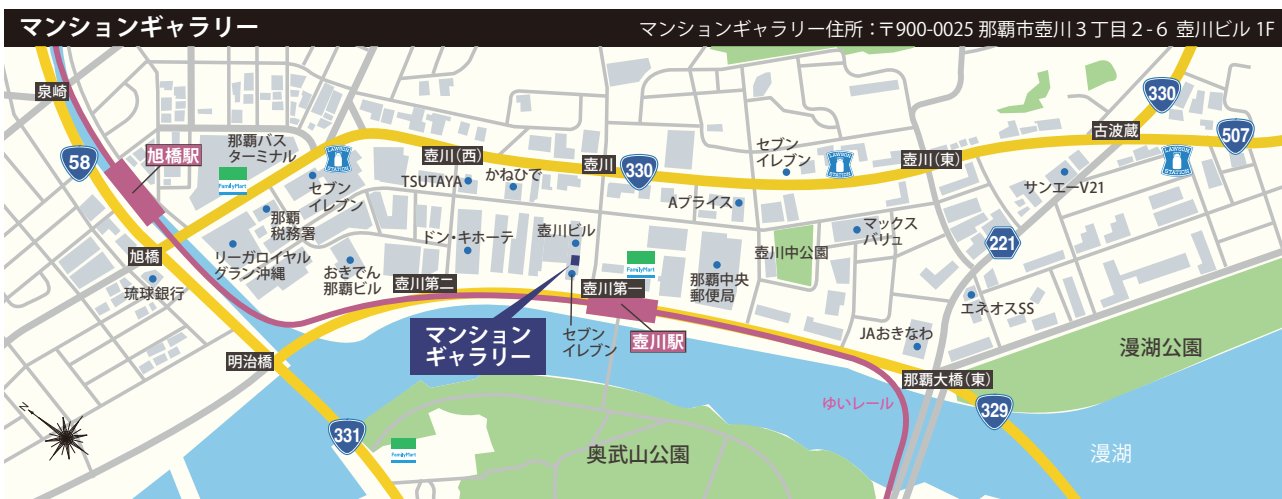 マンションギャラリー
マンションギャラリー住所：〒900-0025 那覇市壺川３丁目２-６ 壺川ビル 1F
泉崎
58
旭橋駅
那覇バス
ターミナル
FamilyMart
LAWSON
STATION
セブン
イレブン
那覇
税務署
リーガロイヤル
グラン沖縄
旭橋
琉球銀行
おきでん
那覇ビル
壺川(西)
TSUTAYA
かねひで
壺川
330
ドン・キホーテ
壺川ビル
壺川第二
明治橋
マンション
ギャラリー
セブン
イレブン
FamilyMart
壺川第一
壺川駅
Aプライス
那覇中央
郵便局
セブン
イレブン
LAWSON
STATION
壺川(東)
壺川中公園
マックス
バリュ
古波蔵
330
507
LAWSON
STATION
サンエーV21
221
エネオスSS
JAおきなわ
那覇大橋(東)
329
漫湖公園
漫湖
ゆいレール
奥武山公園
331
FamilyMart
N